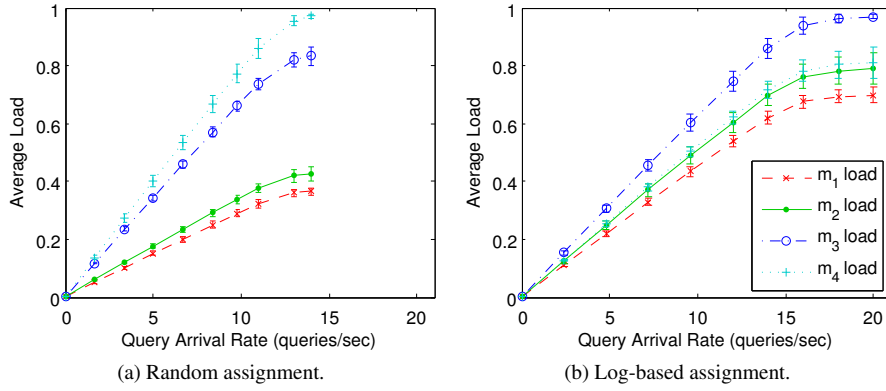 1
0.8
0.6
0.4
0.2
0
Average Load
0 5 10 15 20
Query Arrival Rate (queries/sec)
(a) Random assignment.
1
0.8
0.6
0.4
0.2
0
Average Load
m1 load
m2 load
m3 load
m4 load
0 5 10 15 20
Query Arrival Rate (queries/sec)
(b) Log-based assignment.